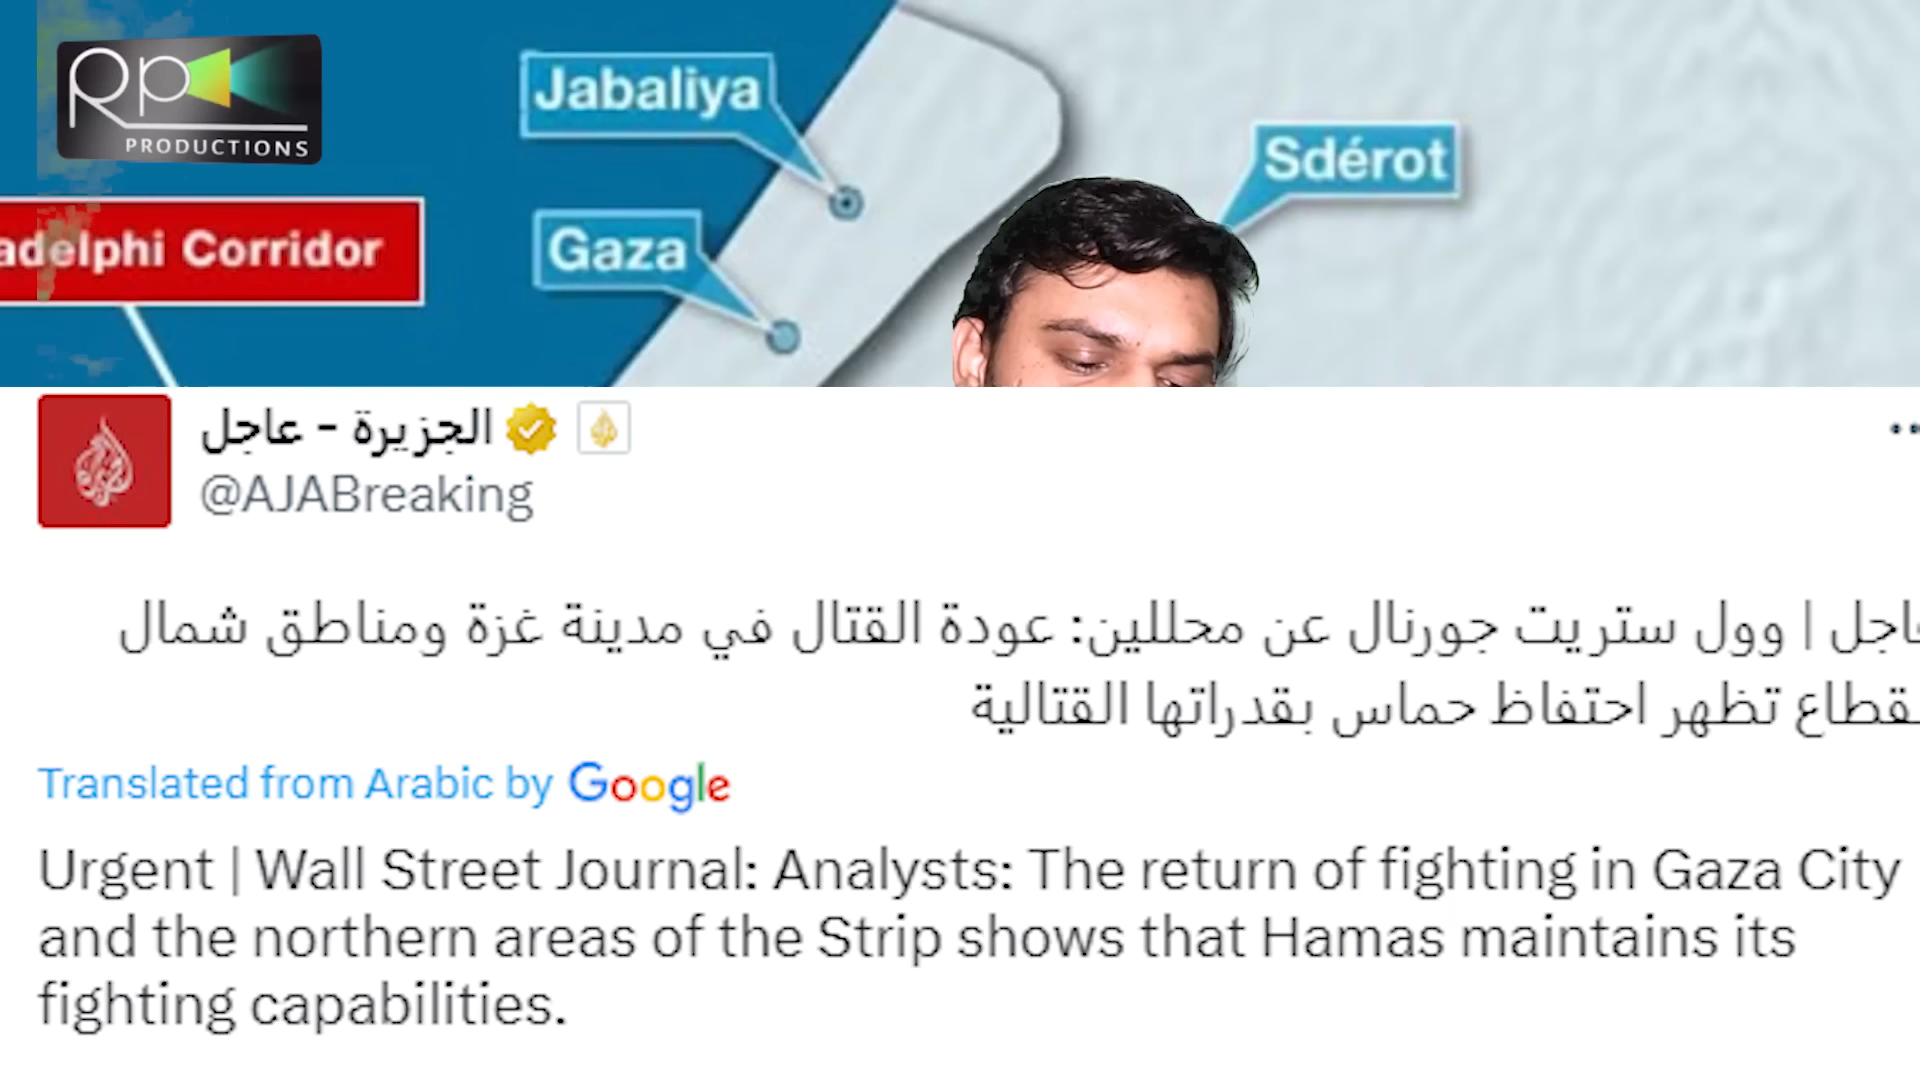 Rp
PRODUCTIONS
Jabaliya
Sdérot
adelphi Corridor
Gaza
الجزيرة - عاجل
@AJABreaking
عاجل | وول ستريت جورنال عن محللين: عودة القتال في مدينة غزة ومناطق شمال
القطاع تظهر احتفاظ حماس بقدراتها القتالية
Translated from Arabic by Google
Urgent | Wall Street Journal: Analysts: The return of fighting in Gaza City
and the northern areas of the Strip shows that Hamas maintains its
fighting capabilities.